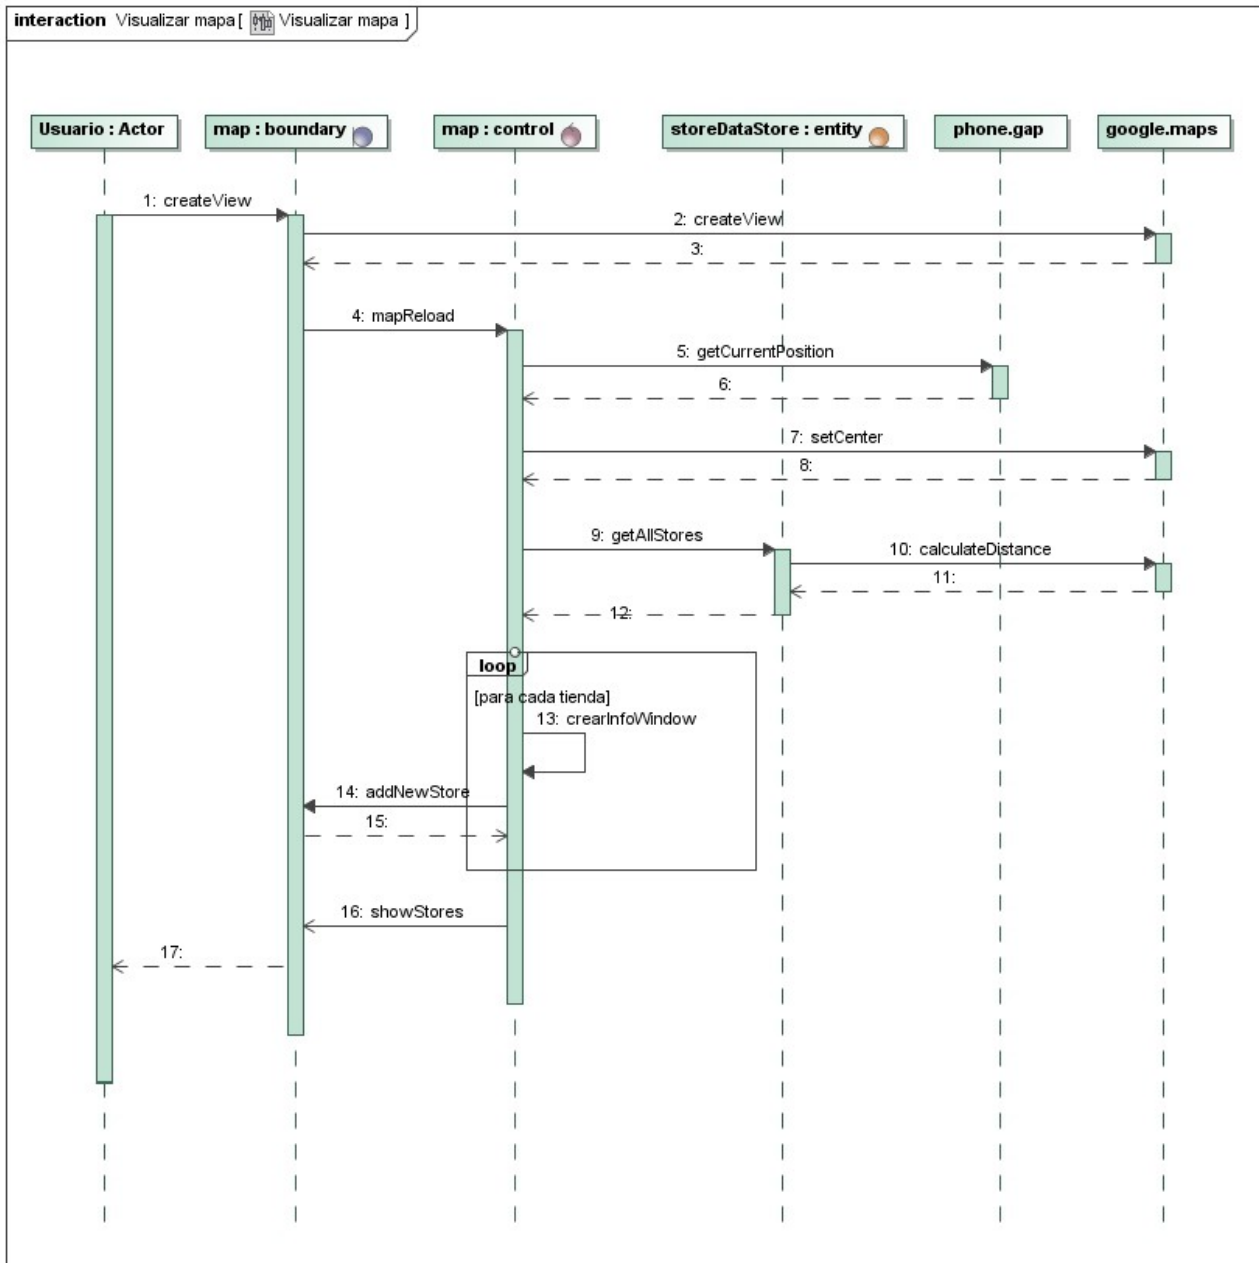 interaction Visualizar mapa [ Visualizar mapa ]
Usuario : Actor
map : boundary
map : control
storeDataStore : entity
phone.gap
google.maps
1: createView
2: createView
3:
4: mapReload
5: getCurrentPosition
6:
7: setCenter
8:
9: getAllStores
10: calculateDistance
11:
12:
loop
[para cada tienda]
13: crearInfoWindow
14: addNewStore
15:
16: showStores
17: